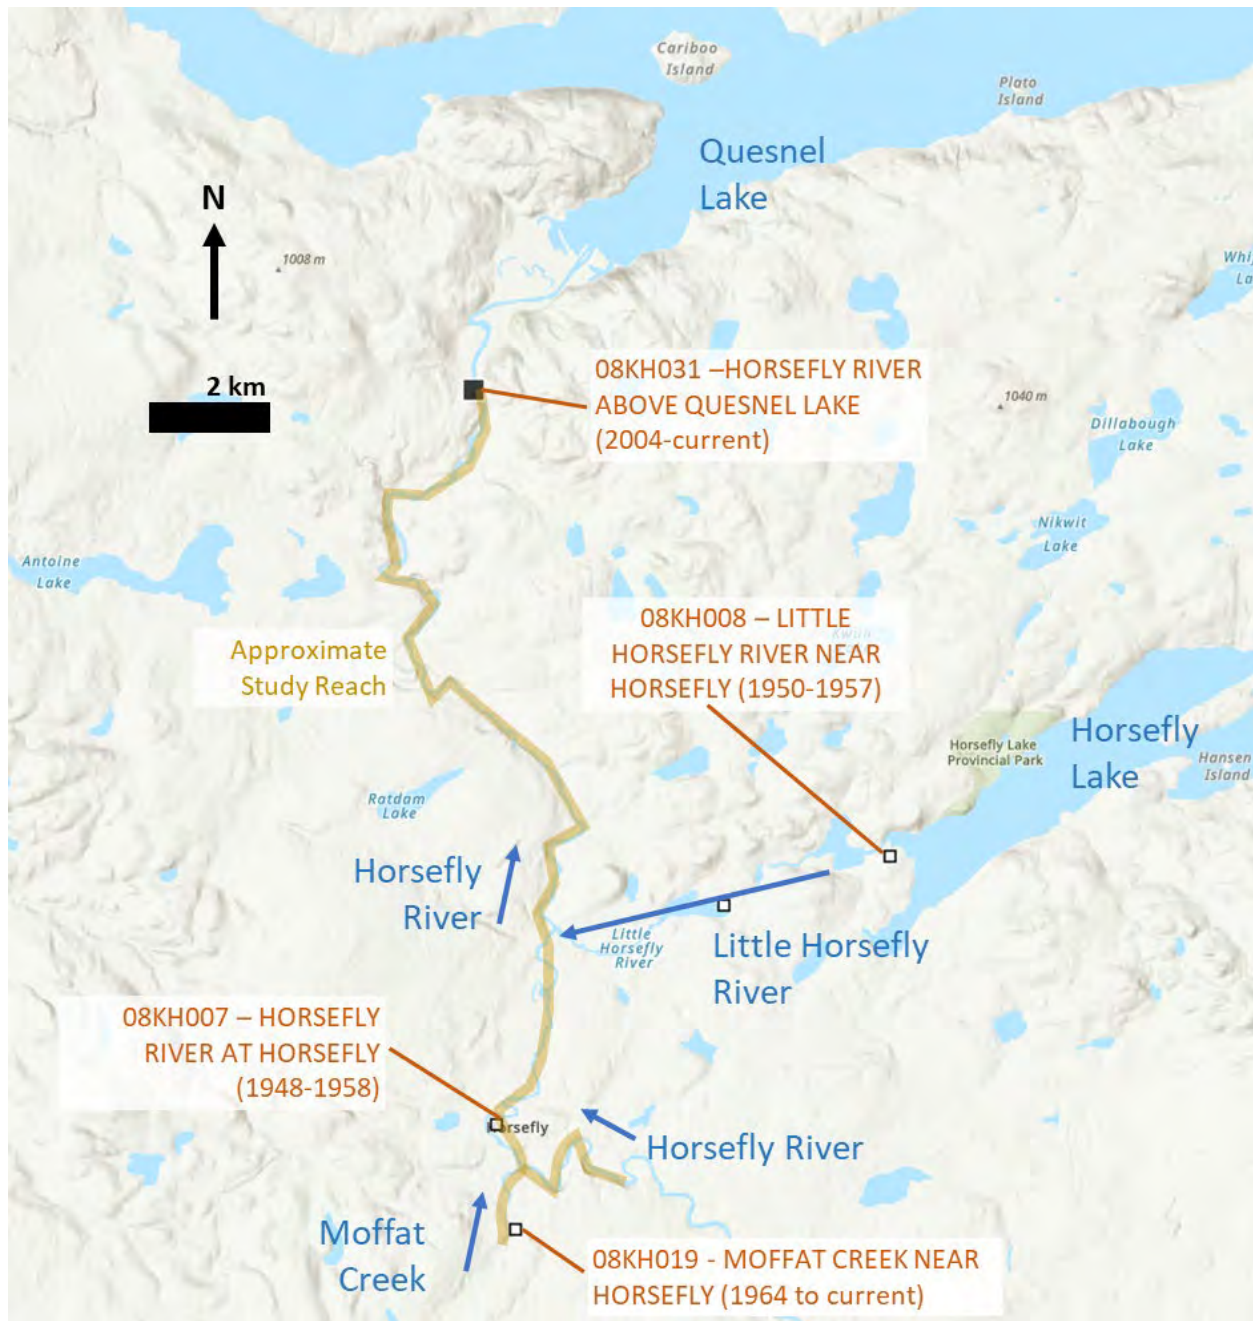 Cariboo
Island
Plato
Island
Quesnel
Lake
N
1008 m
2 km
08KH031 –HORSEFLY RIVER
ABOVE QUESNEL LAKE
(2004-current)
1040 m
Dillabough
Lake
Nikwit
Lake
Antoine
Lake
08KH008 – LITTLE
HORSEFLY RIVER NEAR
HORSEFLY (1950-1957)
Approximate
Study Reach
Horsefly Lake
Provincial Park
Horsefly
Lake
Hansen
Island
Ratdam
Lake
Horsefly
River
Little
Horsefly
River
Little Horsefly
River
08KH007 – HORSEFLY
RIVER AT HORSEFLY
(1948-1958)
Horsefly
Horsefly River
Moffat
Creek
08KH019 - MOFFAT CREEK NEAR
HORSEFLY (1964 to current)